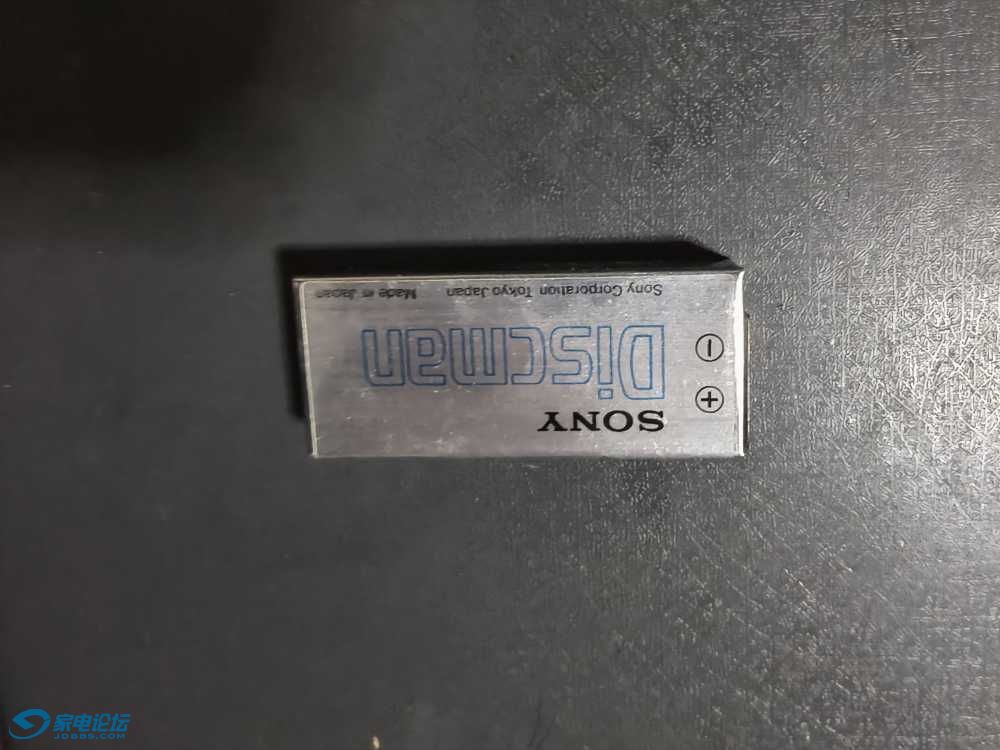 SONY
Discman
Sony Corporation Tokyo Japan Made in Japan
家电论坛
JDBBS.COM